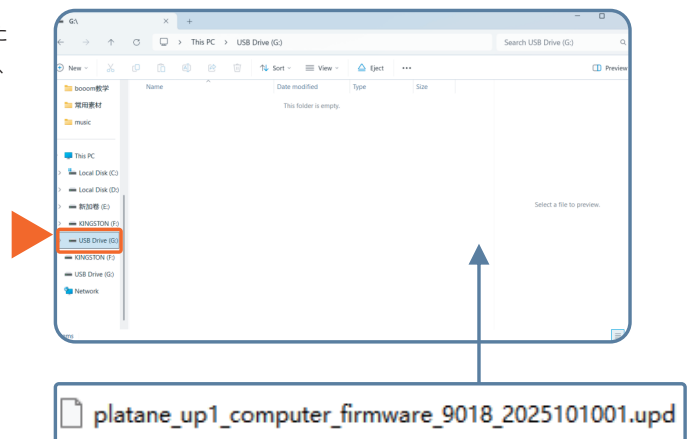 た
、
G:\
This PC > USB Drive (G:)
Search USB Drive (G:)
New
Sort
View
Eject
Preview
booom教学
常用素材
music
This PC
Local Disk (C:)
Local Disk (D:)
新加卷 (E:)
KINGSTON (F:)
USB Drive (G:)
KINGSTON (F:)
USB Drive (G:)
Network
Name
Date modified
Type
Size
This folder is empty.
Select a file to preview.
platane_up1_computer_firmware_9018_2025101001.upd